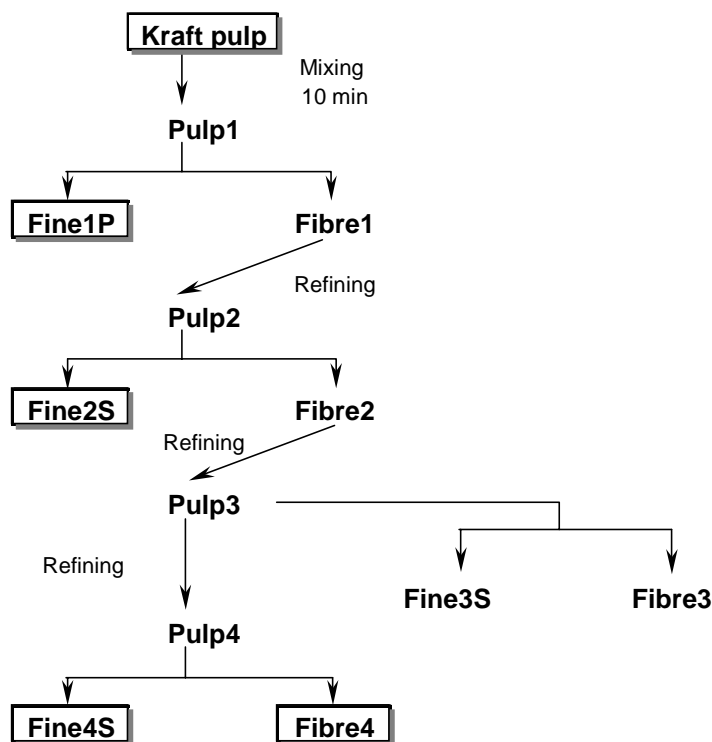 Kraft pulp
Mixing
10 min
Pulp1
Fine1P
Fibre1
Refining
Pulp2
Fine2S
Fibre2
Refining
Pulp3
Refining
Fine3S
Fibre3
Pulp4
Fine4S
Fibre4